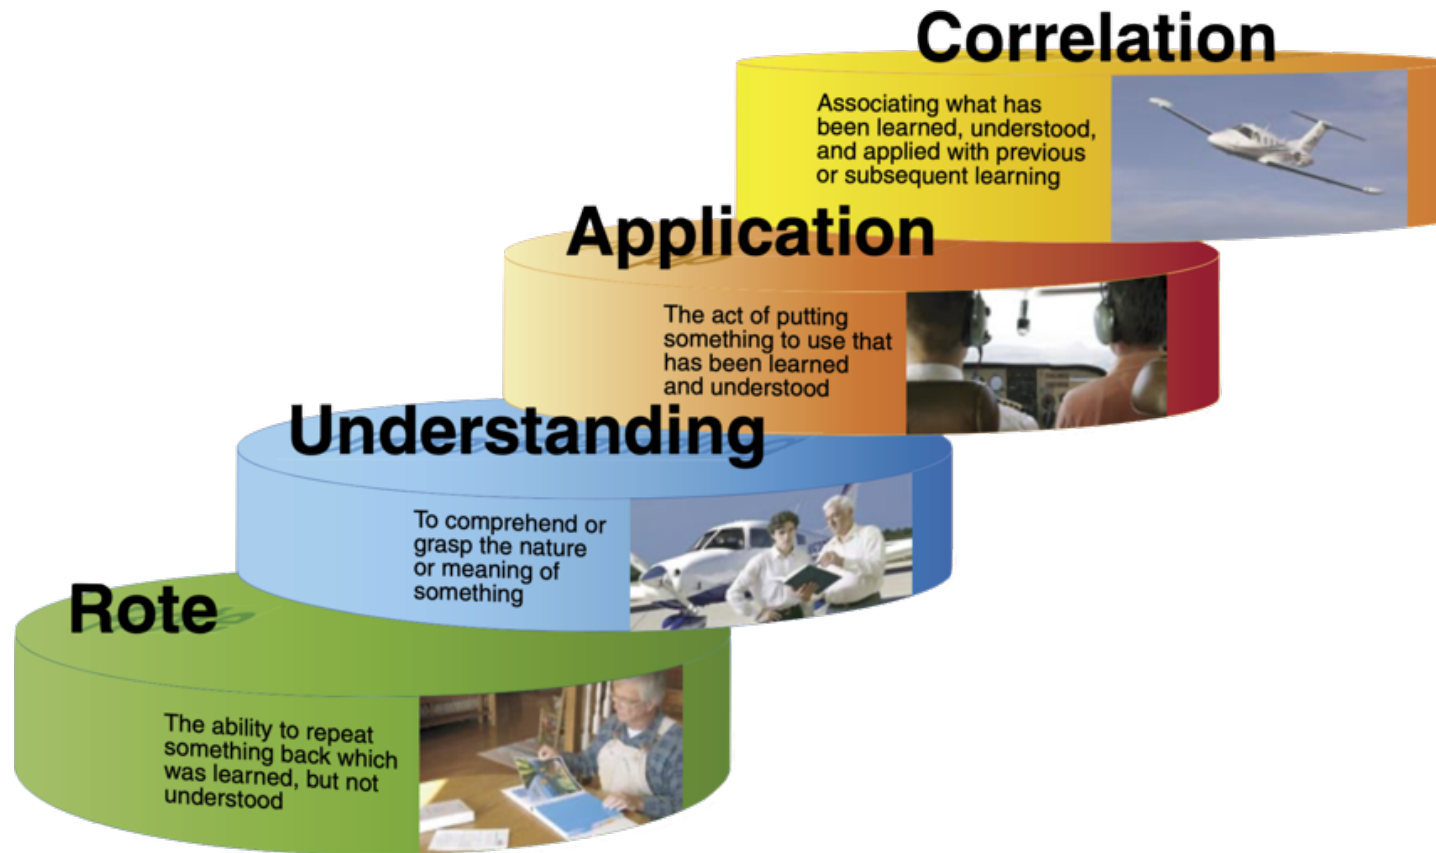 Correlation
Associating what has
been learned, understood,
and applied with previous
or subsequent learning
Application
The act of putting
something to use that
has been learned
and understood
Understanding
To comprehend or
grasp the nature
or meaning of
something
Rote
The ability to repeat
something back which
was learned, but not
understood